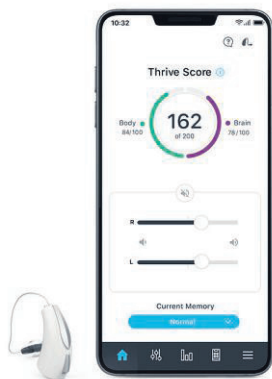 10:32
Thrive Score
162
of 200
Body
84/100
Brain
78/100
R
L
Current Memory
Normal